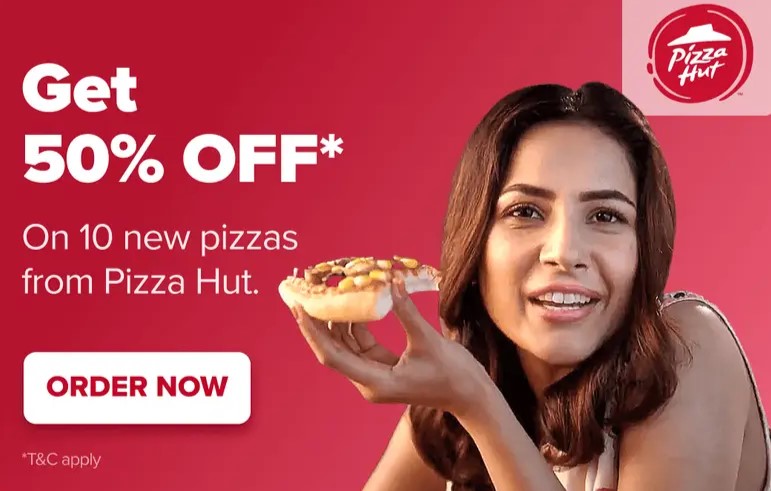 Get
50% OFF*
On 10 new pizzas
from Pizza Hut.
ORDER NOW
*T&C apply
Pizza
Hut